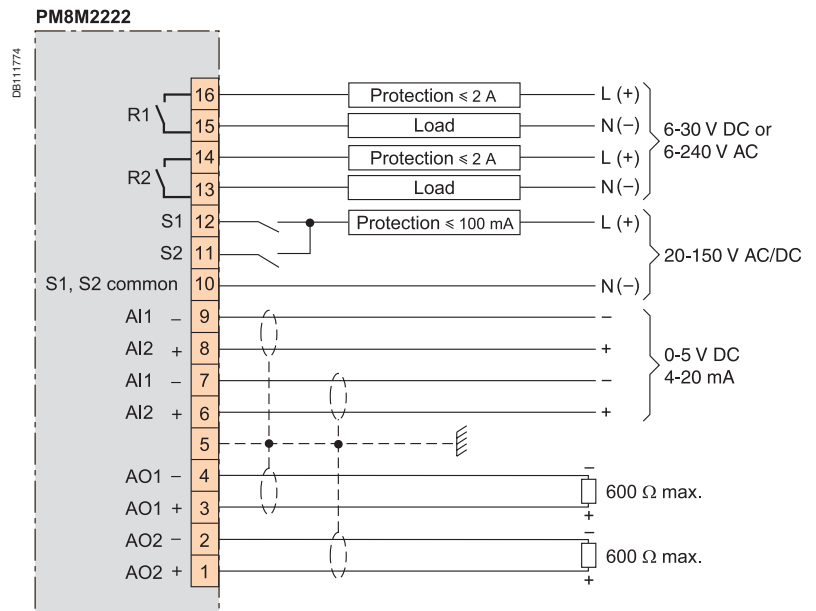 PM8M2222
DB111774
R1
16 Protection ≤ 2 A L (+)
15 Load N(–)
6-30 V DC or
6-240 V AC
R2
14 Protection ≤ 2 A L (+)
13 Load N(–)
S1 12 Protection ≤ 100 mA L (+)
S2 11
20-150 V AC/DC
S1, S2 common 10 N(–)
AI1 – 9 –
AI2 + 8 +
0-5 V DC
4-20 mA
AI1 – 7 –
AI2 + 6 +
5
AO1 – 4 –
600 Ω max.
AO1 + 3 +
AO2 – 2 –
600 Ω max.
AO2 + 1 +